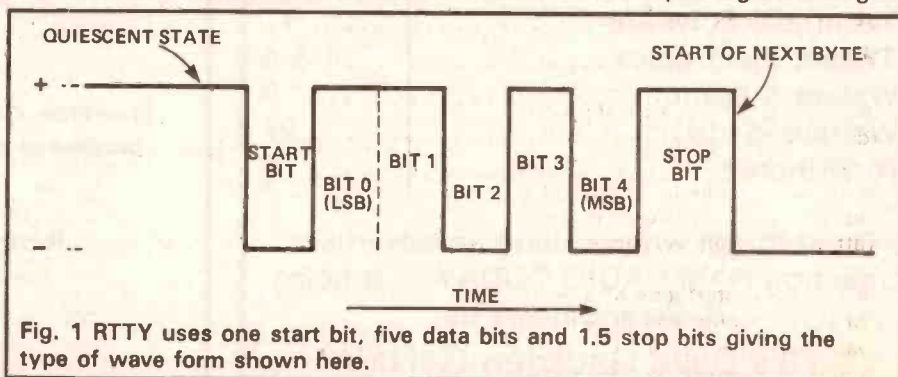 QUIESCENT STATE
START OF NEXT BYTE
+
START
BIT
BIT 0
(LSB)
BIT 1
BIT 2
BIT 3
BIT 4
(MSB)
STOP
BIT
–
TIME
Fig. 1 RTTY uses one start bit, five data bits and 1.5 stop bits giving the
type of wave form shown here.